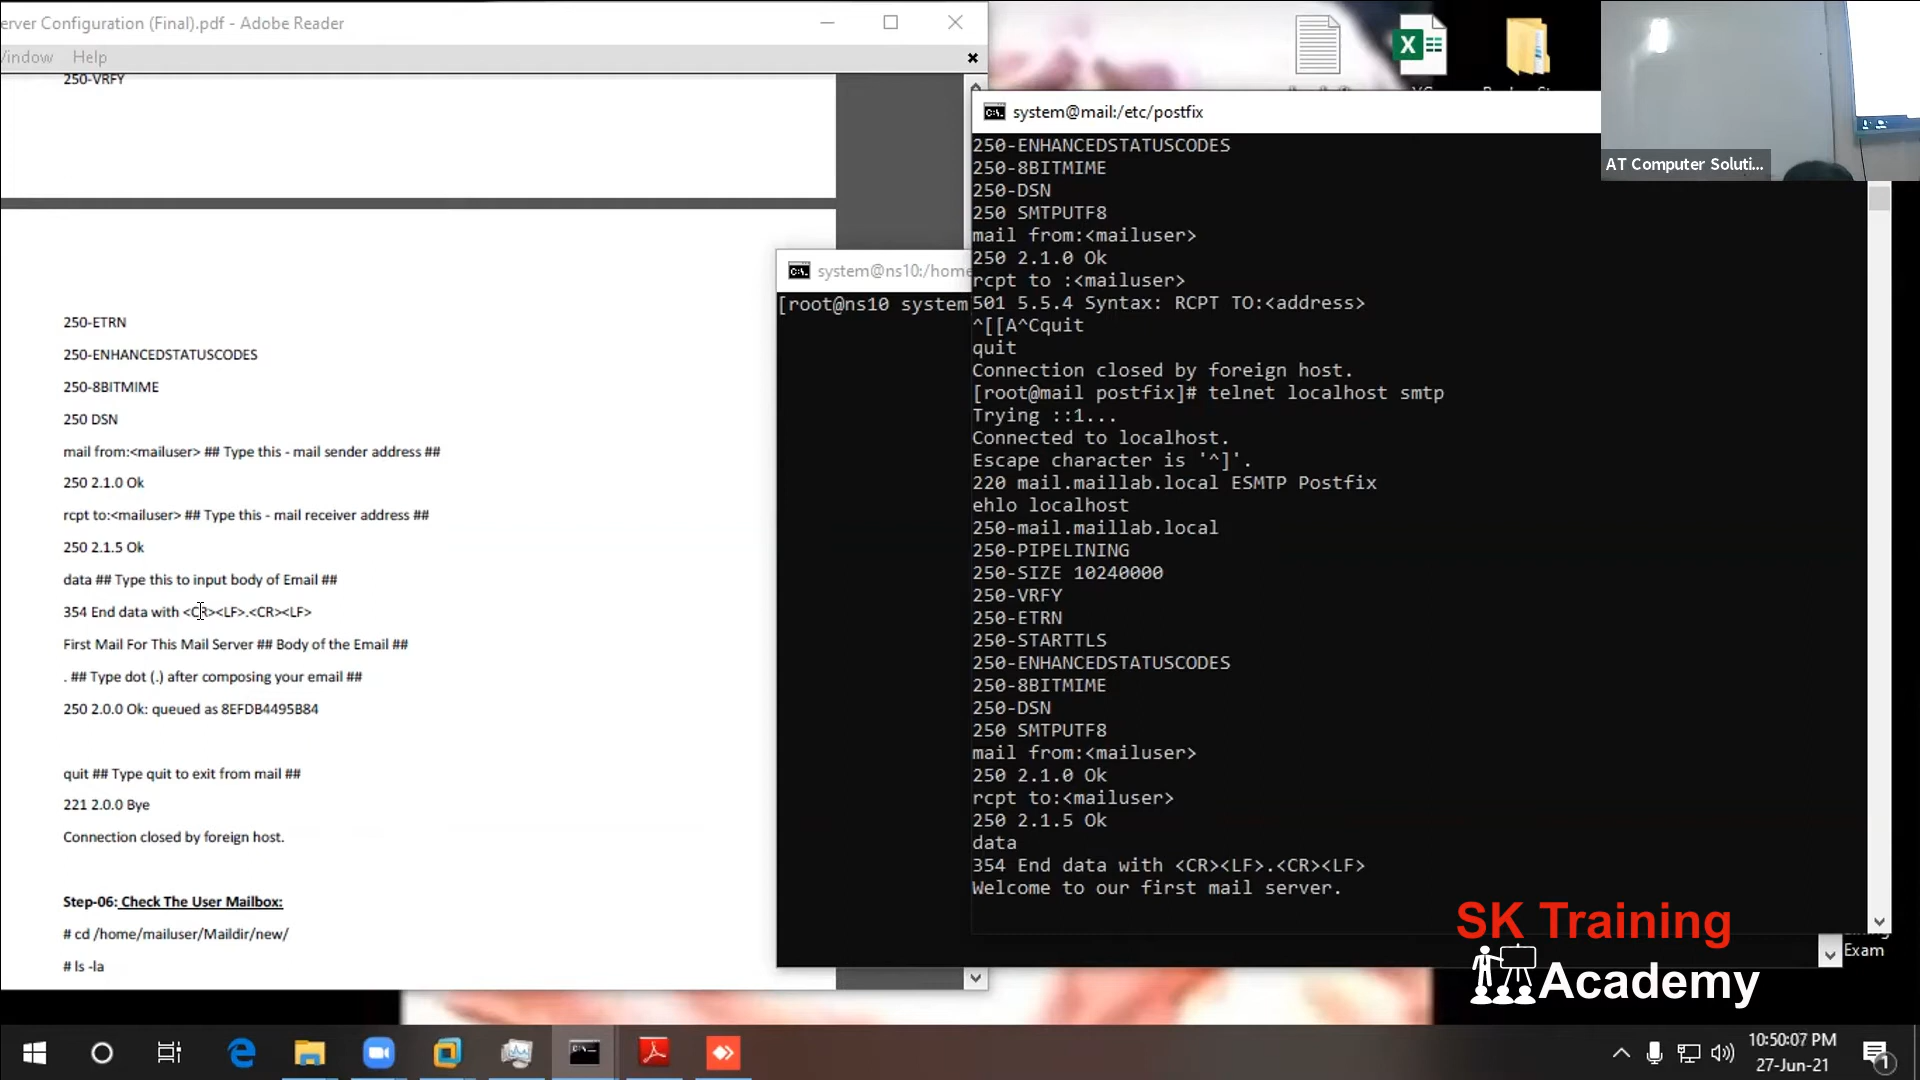 erver Configuration (Final).pdf - Adobe Reader
Window Help
250-VRFY
250-ETRN
250-ENHANCEDSTATUSCODES
250-8BITMIME
250 DSN
mail from:<mailuser> ## Type this - mail sender address ##
250 2.1.0 Ok
rcpt to:<mailuser> ## Type this - mail receiver address ##
250 2.1.5 Ok
data ## Type this to input body of Email ##
354 End data with <CR><LF>.<CR><LF>
First Mail For This Mail Server ## Body of the Email ##
. ## Type dot (.) after composing your email ##
250 2.0.0 Ok: queued as 8EFDB4495B84
quit ## Type quit to exit from mail ##
221 2.0.0 Bye
Connection closed by foreign host.
Step-06: Check The User Mailbox:
# cd /home/mailuser/Maildir/new/
# ls -la
system@ns10:/home
[root@ns10 system
system@mail:/etc/postfix
250-ENHANCEDSTATUSCODES
250-8BITMIME
250-DSN
250 SMTPUTF8
mail from:<mailuser>
250 2.1.0 Ok
rcpt to :<mailuser>
501 5.5.4 Syntax: RCPT TO:<address>
^[[A^Cquit
quit
Connection closed by foreign host.
[root@mail postfix]# telnet localhost smtp
Trying ::1...
Connected to localhost.
Escape character is '^]'.
220 mail.maillab.local ESMTP Postfix
ehlo localhost
250-mail.maillab.local
250-PIPELINING
250-SIZE 10240000
250-VRFY
250-ETRN
250-STARTTLS
250-ENHANCEDSTATUSCODES
250-8BITMIME
250-DSN
250 SMTPUTF8
mail from:<mailuser>
250 2.1.0 Ok
rcpt to:<mailuser>
250 2.1.5 Ok
data
354 End data with <CR><LF>.<CR><LF>
Welcome to our first mail server.
AT Computer Soluti...
Exam
SK Training
Academy
10:50:07 PM
27-Jun-21
1